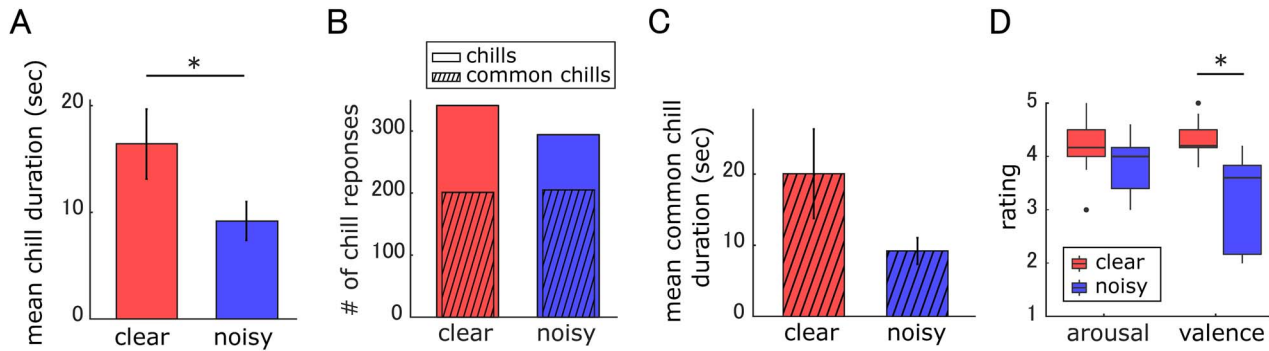 A
mean chill duration (sec)
20
10
0
*
clear
noisy
B
chills
common chills
# of chill reponses
300
200
100
0
clear
noisy
C
mean common chill
duration (sec)
20
10
0
clear
noisy
D
*
rating
5
4
3
2
1
clear
noisy
arousal
valence